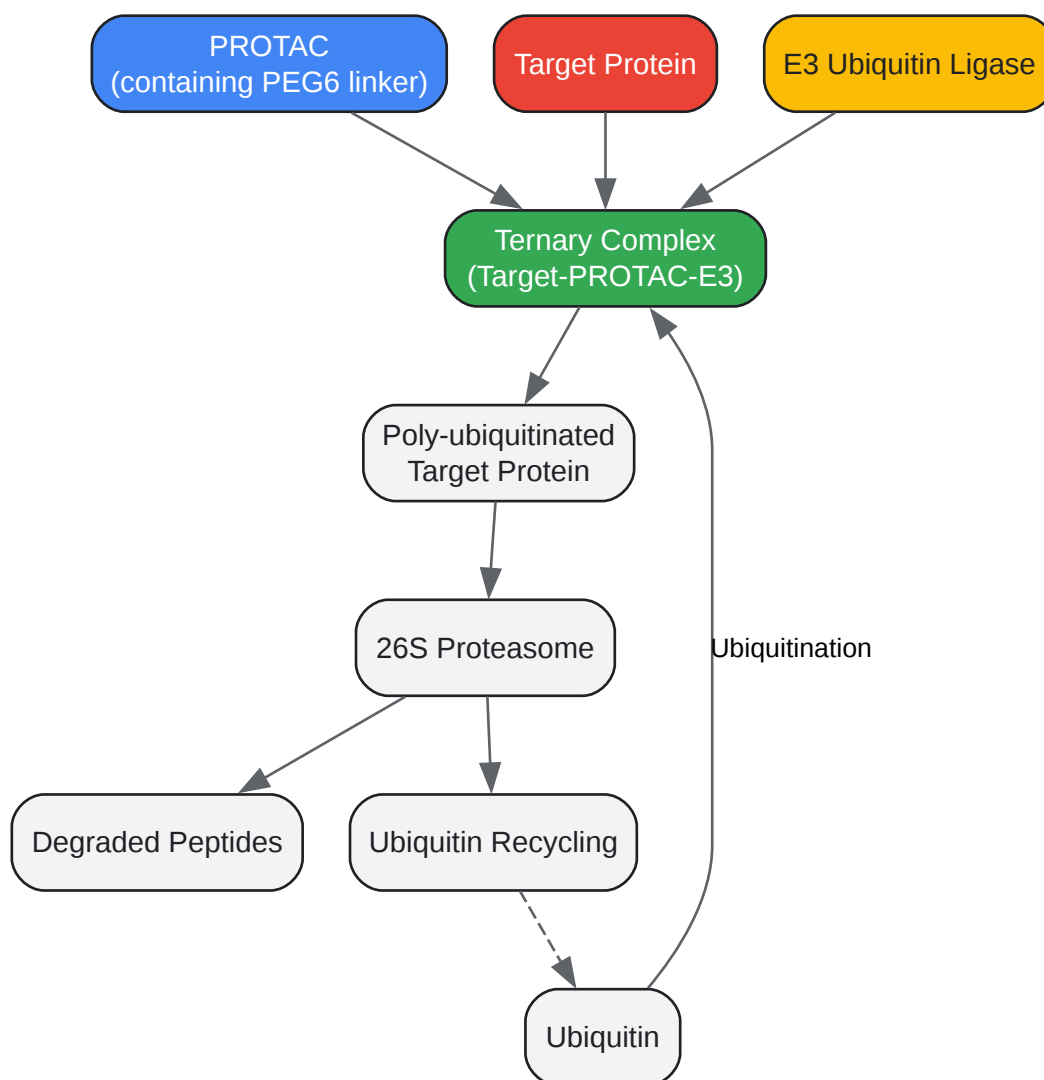 PROTAC
(containing PEG6 linker)
Target Protein
E3 Ubiquitin Ligase
Ternary Complex
(Target-PROTAC-E3)
Poly-ubiquitinated
Target Protein
26S Proteasome
Ubiquitination
Degraded Peptides
Ubiquitin Recycling
Ubiquitin